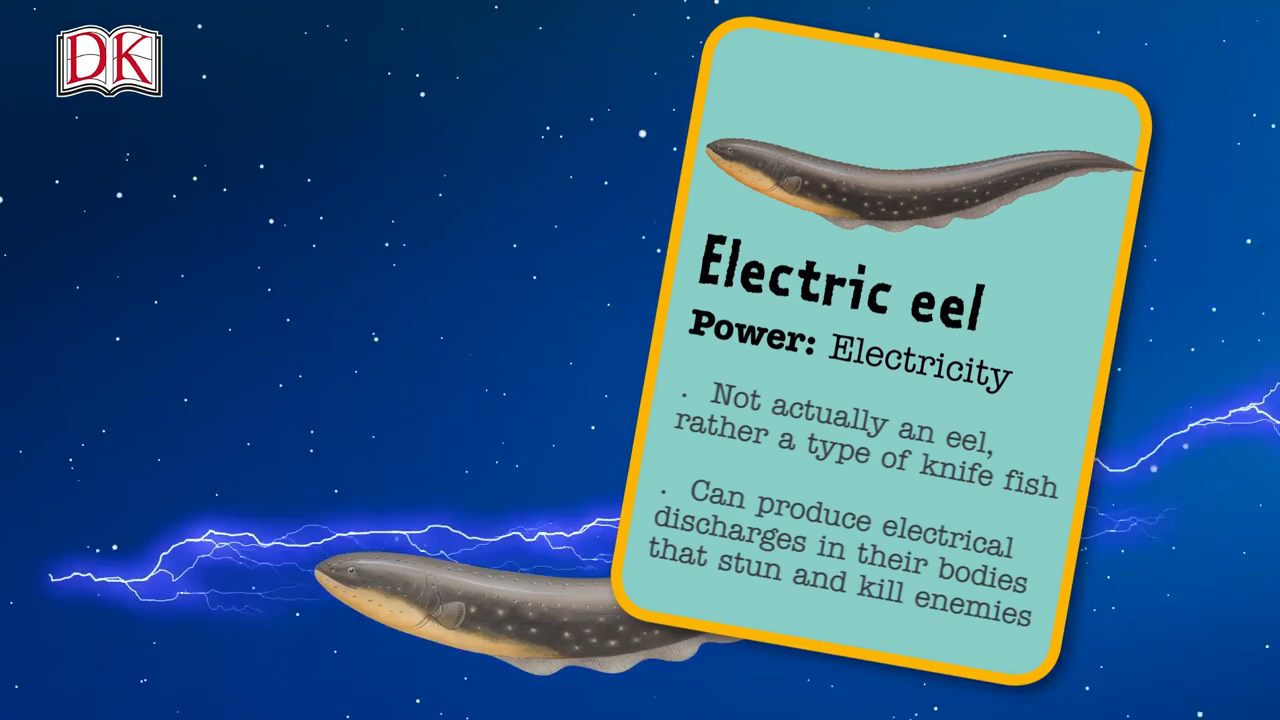 DK
Electric eel
Power: Electricity
. Not actually an eel,
rather a type of knife fish
. Can produce electrical
discharges in their bodies
that stun and kill enemies